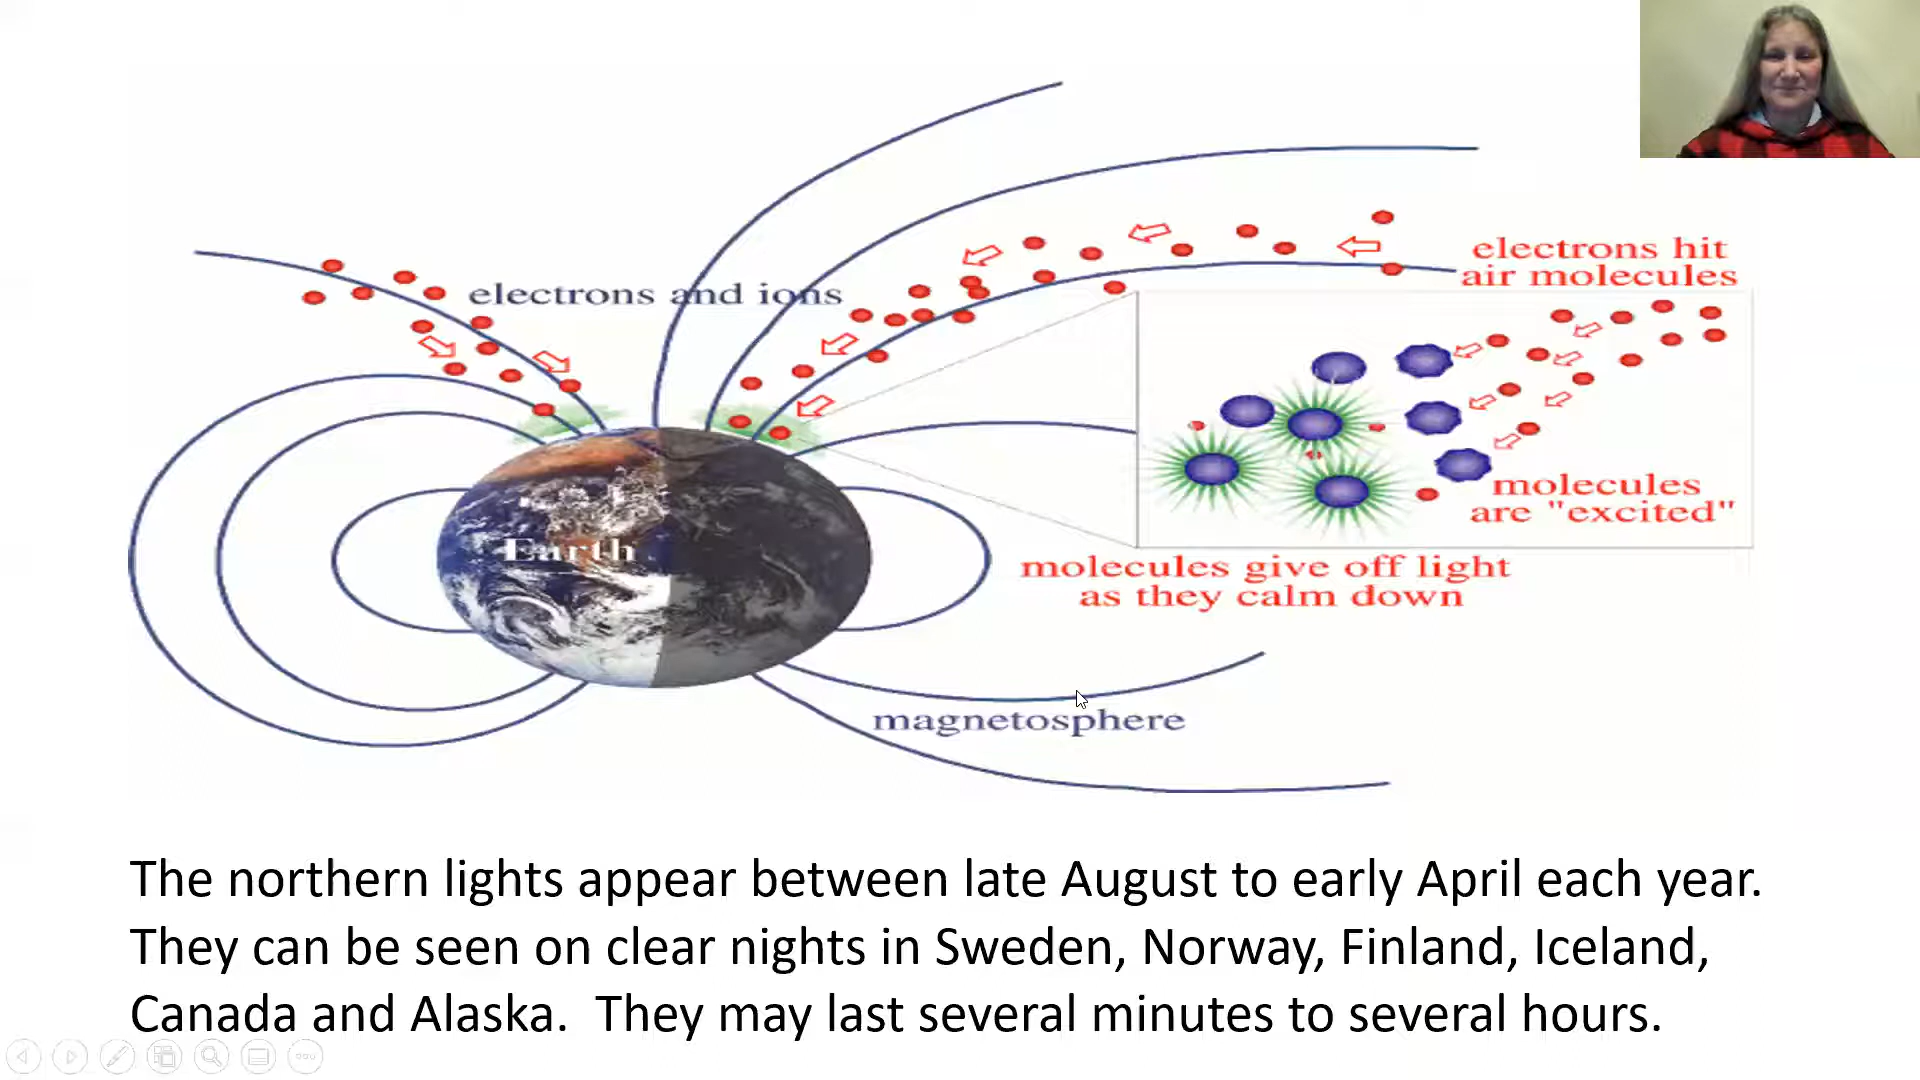 electrons hit
air molecules
electrons and ions
molecules
are "excited"
Earth
molecules give off light
as they calm down
magnetosphere
The northern lights appear between late August to early April each year.
They can be seen on clear nights in Sweden, Norway, Finland, Iceland,
Canada and Alaska.  They may last several minutes to several hours.